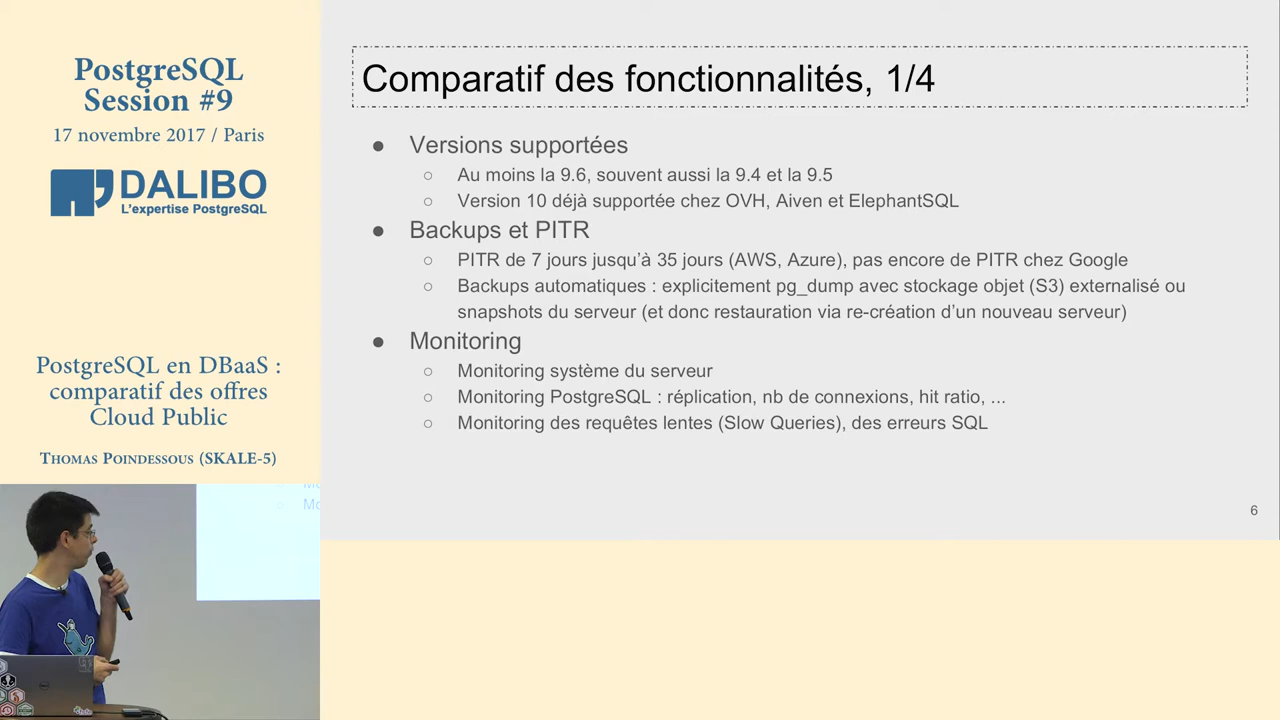 PostgreSQL
Session #9
17 novembre 2017 / Paris
DALIBO
L'expertise PostgreSQL
PostgreSQL en DBaaS :
comparatif des offres
Cloud Public
Thomas Poindessous (SKALE-5)
Comparatif des fonctionnalités, 1/4
● Versions supportées
○ Au moins la 9.6, souvent aussi la 9.4 et la 9.5
○ Version 10 déjà supportée chez OVH, Aiven et ElephantSQL
● Backups et PITR
○ PITR de 7 jours jusqu'à 35 jours (AWS, Azure), pas encore de PITR chez Google
○ Backups automatiques : explicitement pg_dump avec stockage objet (S3) externalisé ou
snapshots du serveur (et donc restauration via re-création d'un nouveau serveur)
● Monitoring
○ Monitoring système du serveur
○ Monitoring PostgreSQL : réplication, nb de connexions, hit ratio, ...
○ Monitoring des requêtes lentes (Slow Queries), des erreurs SQL
6